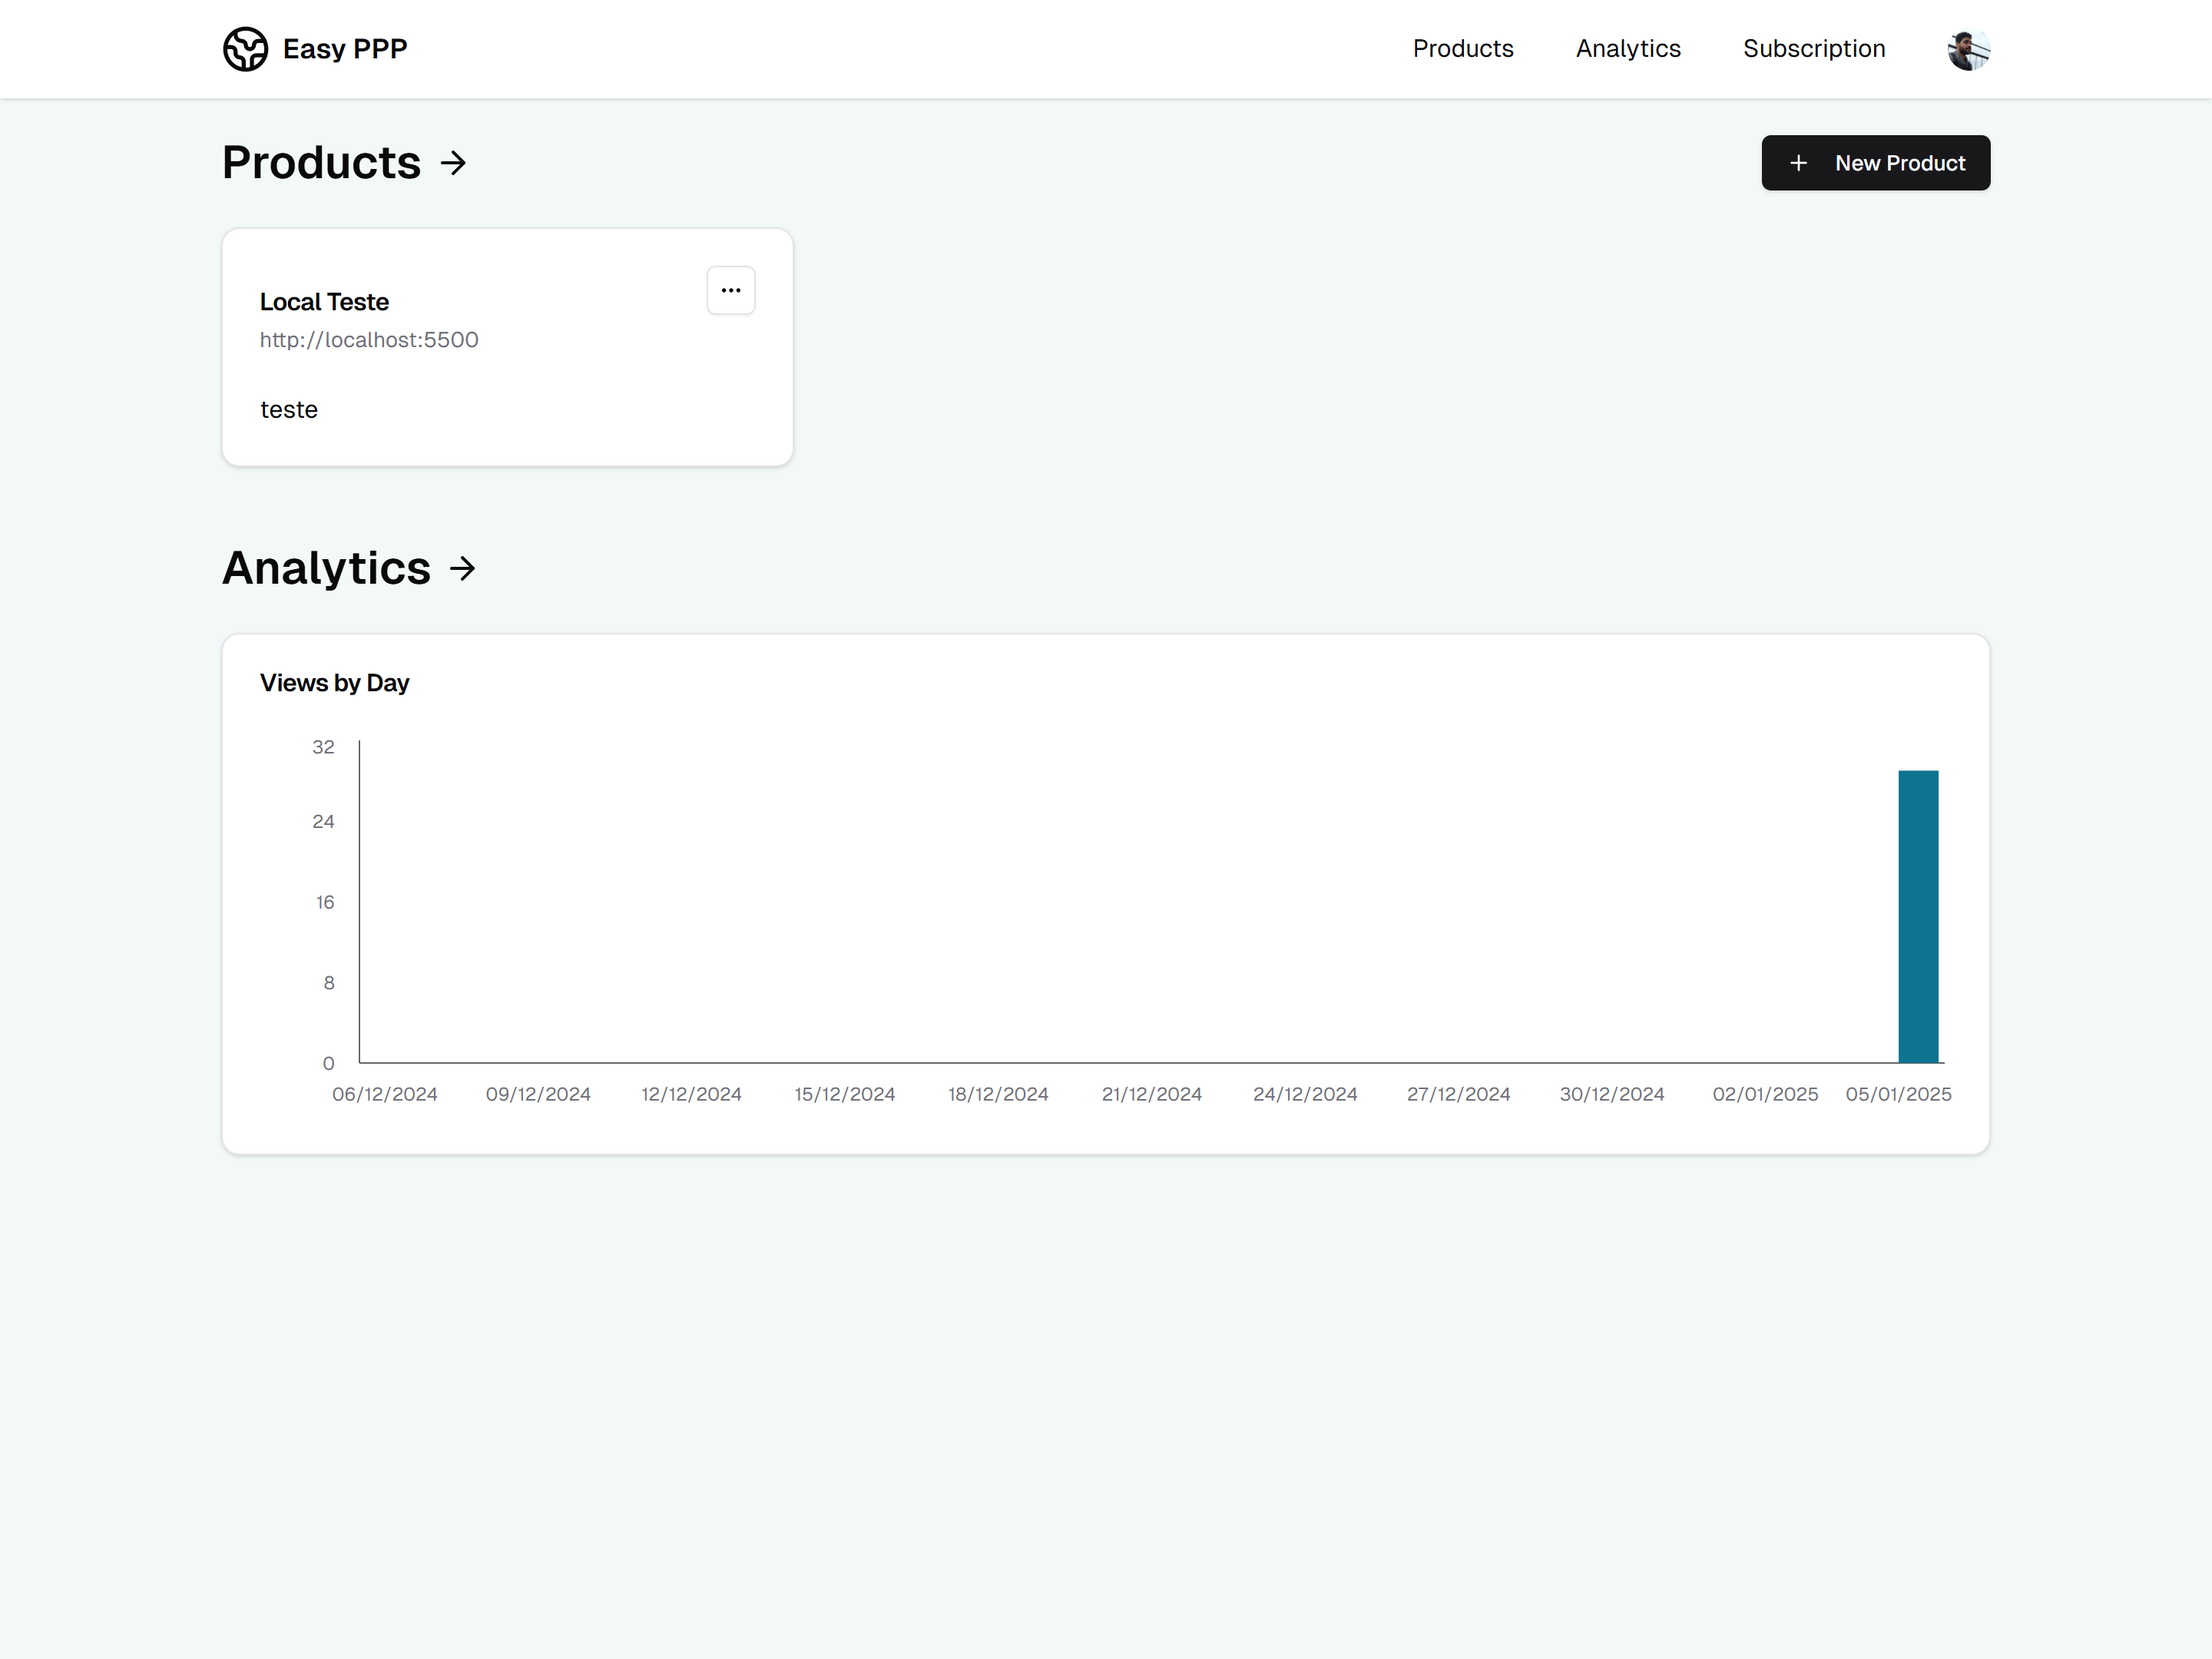 Easy PPP
Products Analytics Subscription
Products
New Product
Local Teste
http://localhost:5500
teste
Analytics
Views by Day
32
24
16
8
0
06/12/2024 09/12/2024 12/12/2024 15/12/2024 18/12/2024 21/12/2024 24/12/2024 27/12/2024 30/12/2024 02/01/2025 05/01/2025